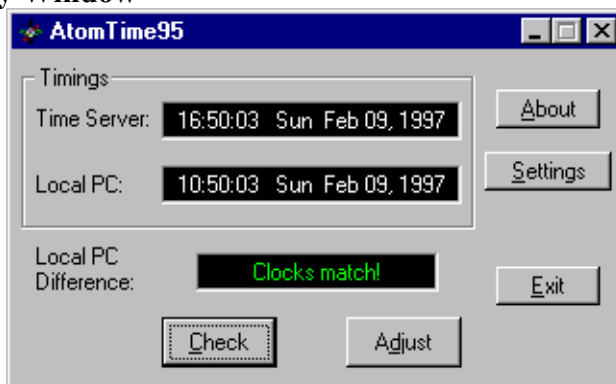 Window
AtomTime95
Timings
Time Server: 16:50:03 Sun Feb 09, 1997
About
Local PC: 10:50:03 Sun Feb 09, 1997
Settings
Local PC
Difference: Clocks match!
Exit
Check Adjust